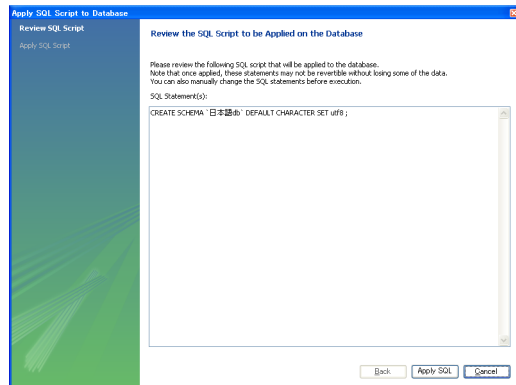 Apply SQL Script to Database
Review SQL Script
Apply SQL Script
Review the SQL Script to be Applied on the Database
Please review the following SQL script that will be applied to the database.
Note that once applied, these statements may not be revertible without losing some of the data.
You can also manually change the SQL statements before execution.
SQL Statement(s):
CREATE SCHEMA `日本語db` DEFAULT CHARACTER SET utf8 ;
Back
Apply SQL
Cancel